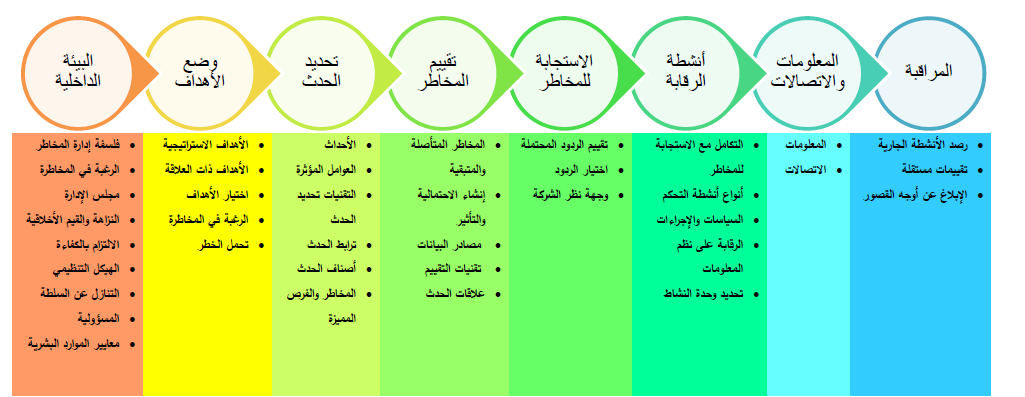 البيئة
الداخلية
وضع
الأهداف
تحديد
الحدث
تقييم
المخاطر
الاستجابة
للمخاطر
أنشطة
الرقابة
المعلومات
والاتصالات
المراقبة
• فلسفة إدارة المخاطر
• الرغبة في المخاطرة
• مجلس الإدارة
• النزاهة والقيم الأخلاقية
• الالتزام بالكفاءة
• الهيكل التنظيمي
• التنازل عن السلطة
• المسؤولية
• معايير الموارد البشرية
• الأهداف الاستراتيجية
• الأهداف ذات العلاقة
• اختيار الأهداف
• الرغبة في المخاطرة
• تحمل الخطر
• الأحداث
• العوامل المؤثرة
• التقنيات تحديد
الحدث
• ترابط الحدث
• أصناف الحدث
• المخاطر والفرص
المميزة
• المخاطر المتأصلة
والمتبقية
• إنشاء الاحتمالية
والتأثير
• مصادر البيانات
• تقنيات التقييم
• علاقات الحدث
• تقييم الردود المحتملة
• اختيار الردود
• وجهة نظر الشركة
• التكامل مع الاستجابة
للمخاطر
• أنواع أنشطة التحكم
• السياسات والإجراءات
• الرقابة على نظم
المعلومات
• تحديد وحدة النشاط
• المعلومات
• الاتصالات
• رصد الأنشطة الجارية
• تقييمات مستقلة
• الإبلاغ عن أوجه القصور